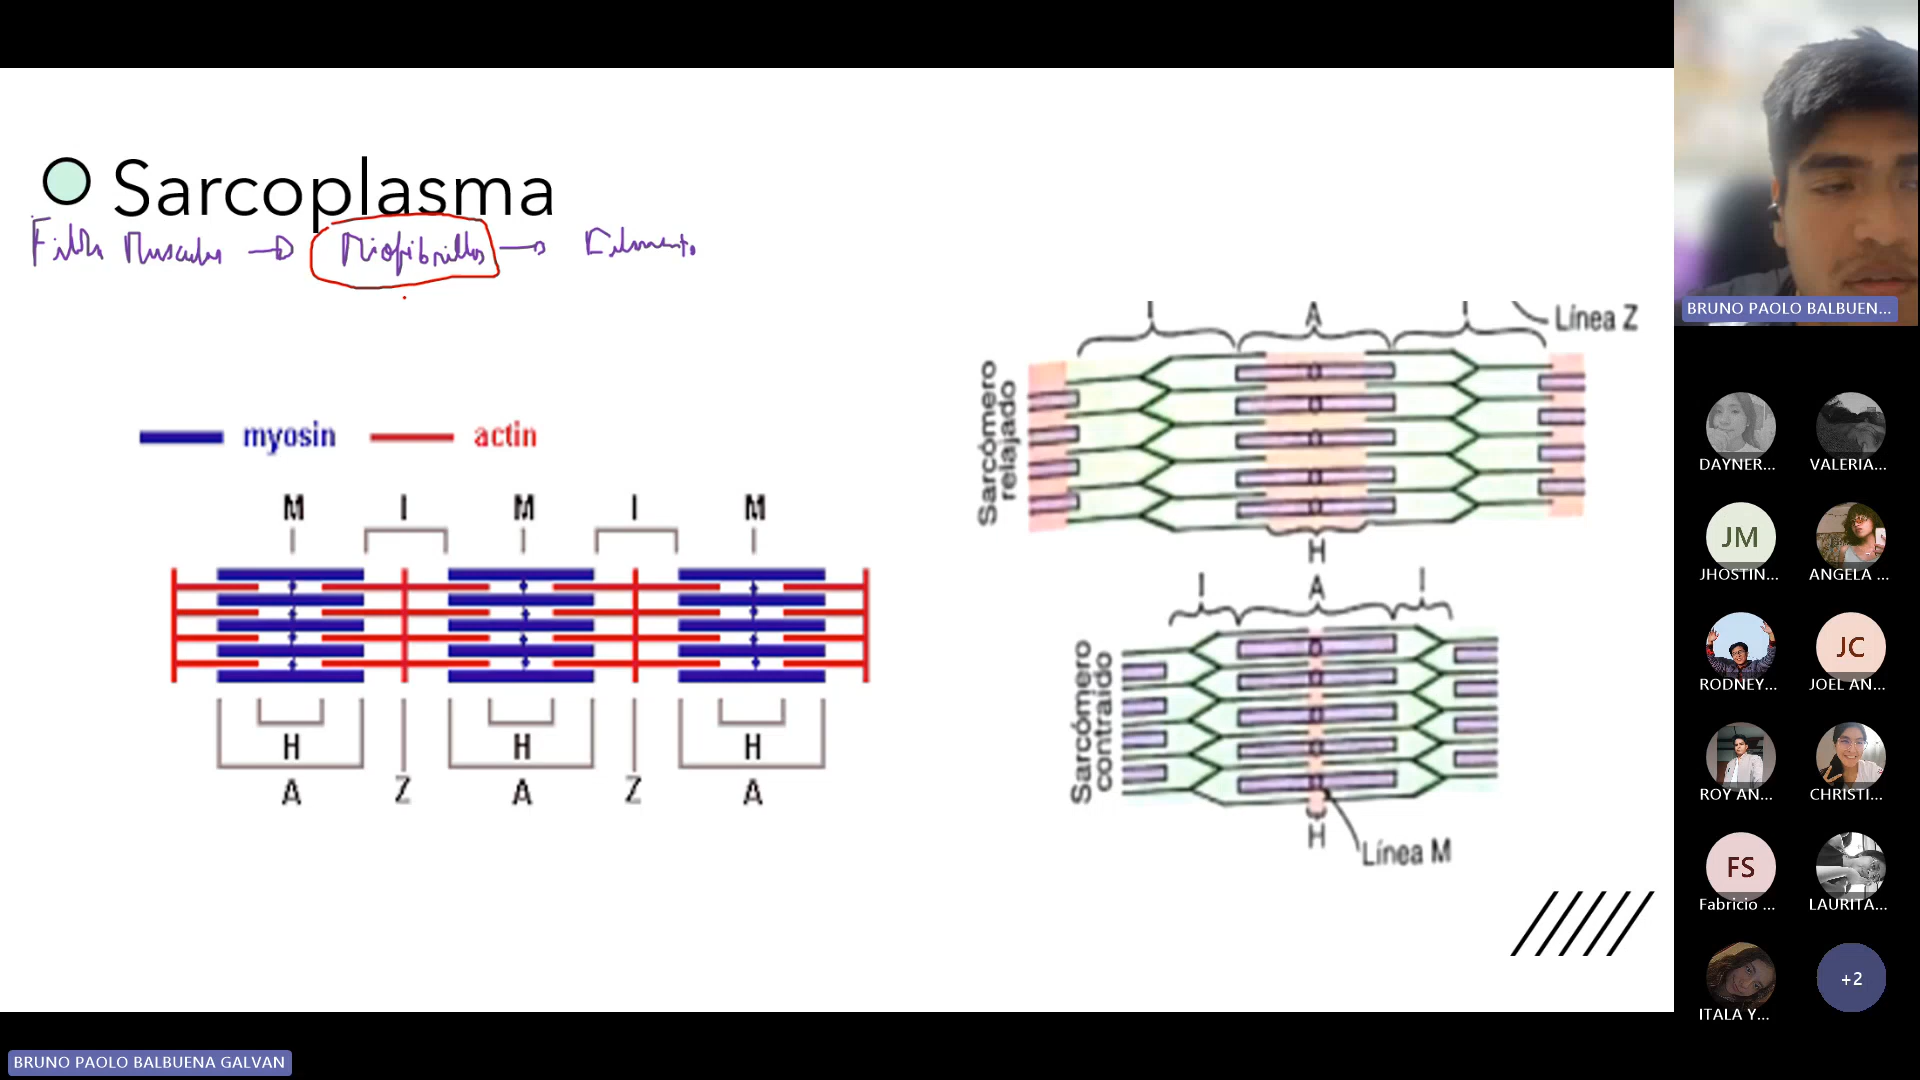 Sarcoplasma
Fibra Muscular → Miofibrillas → Filamento
myosin actin
M I M I M
H H H
A Z A Z A
I A I Línea Z
Sarcómero
relajado
H
I A I
Sarcómero
contraído
H
Línea M
BRUNO PAOLO BALBUEN...
DAYNER... VALERIA...
JM
JHOSTIN... ANGELA ...
JC
RODNEY... JOEL AN...
ROY AN... CHRISTI...
FS
Fabricio ... LAURITA...
+2
ITALA Y...
BRUNO PAOLO BALBUENA GALVAN